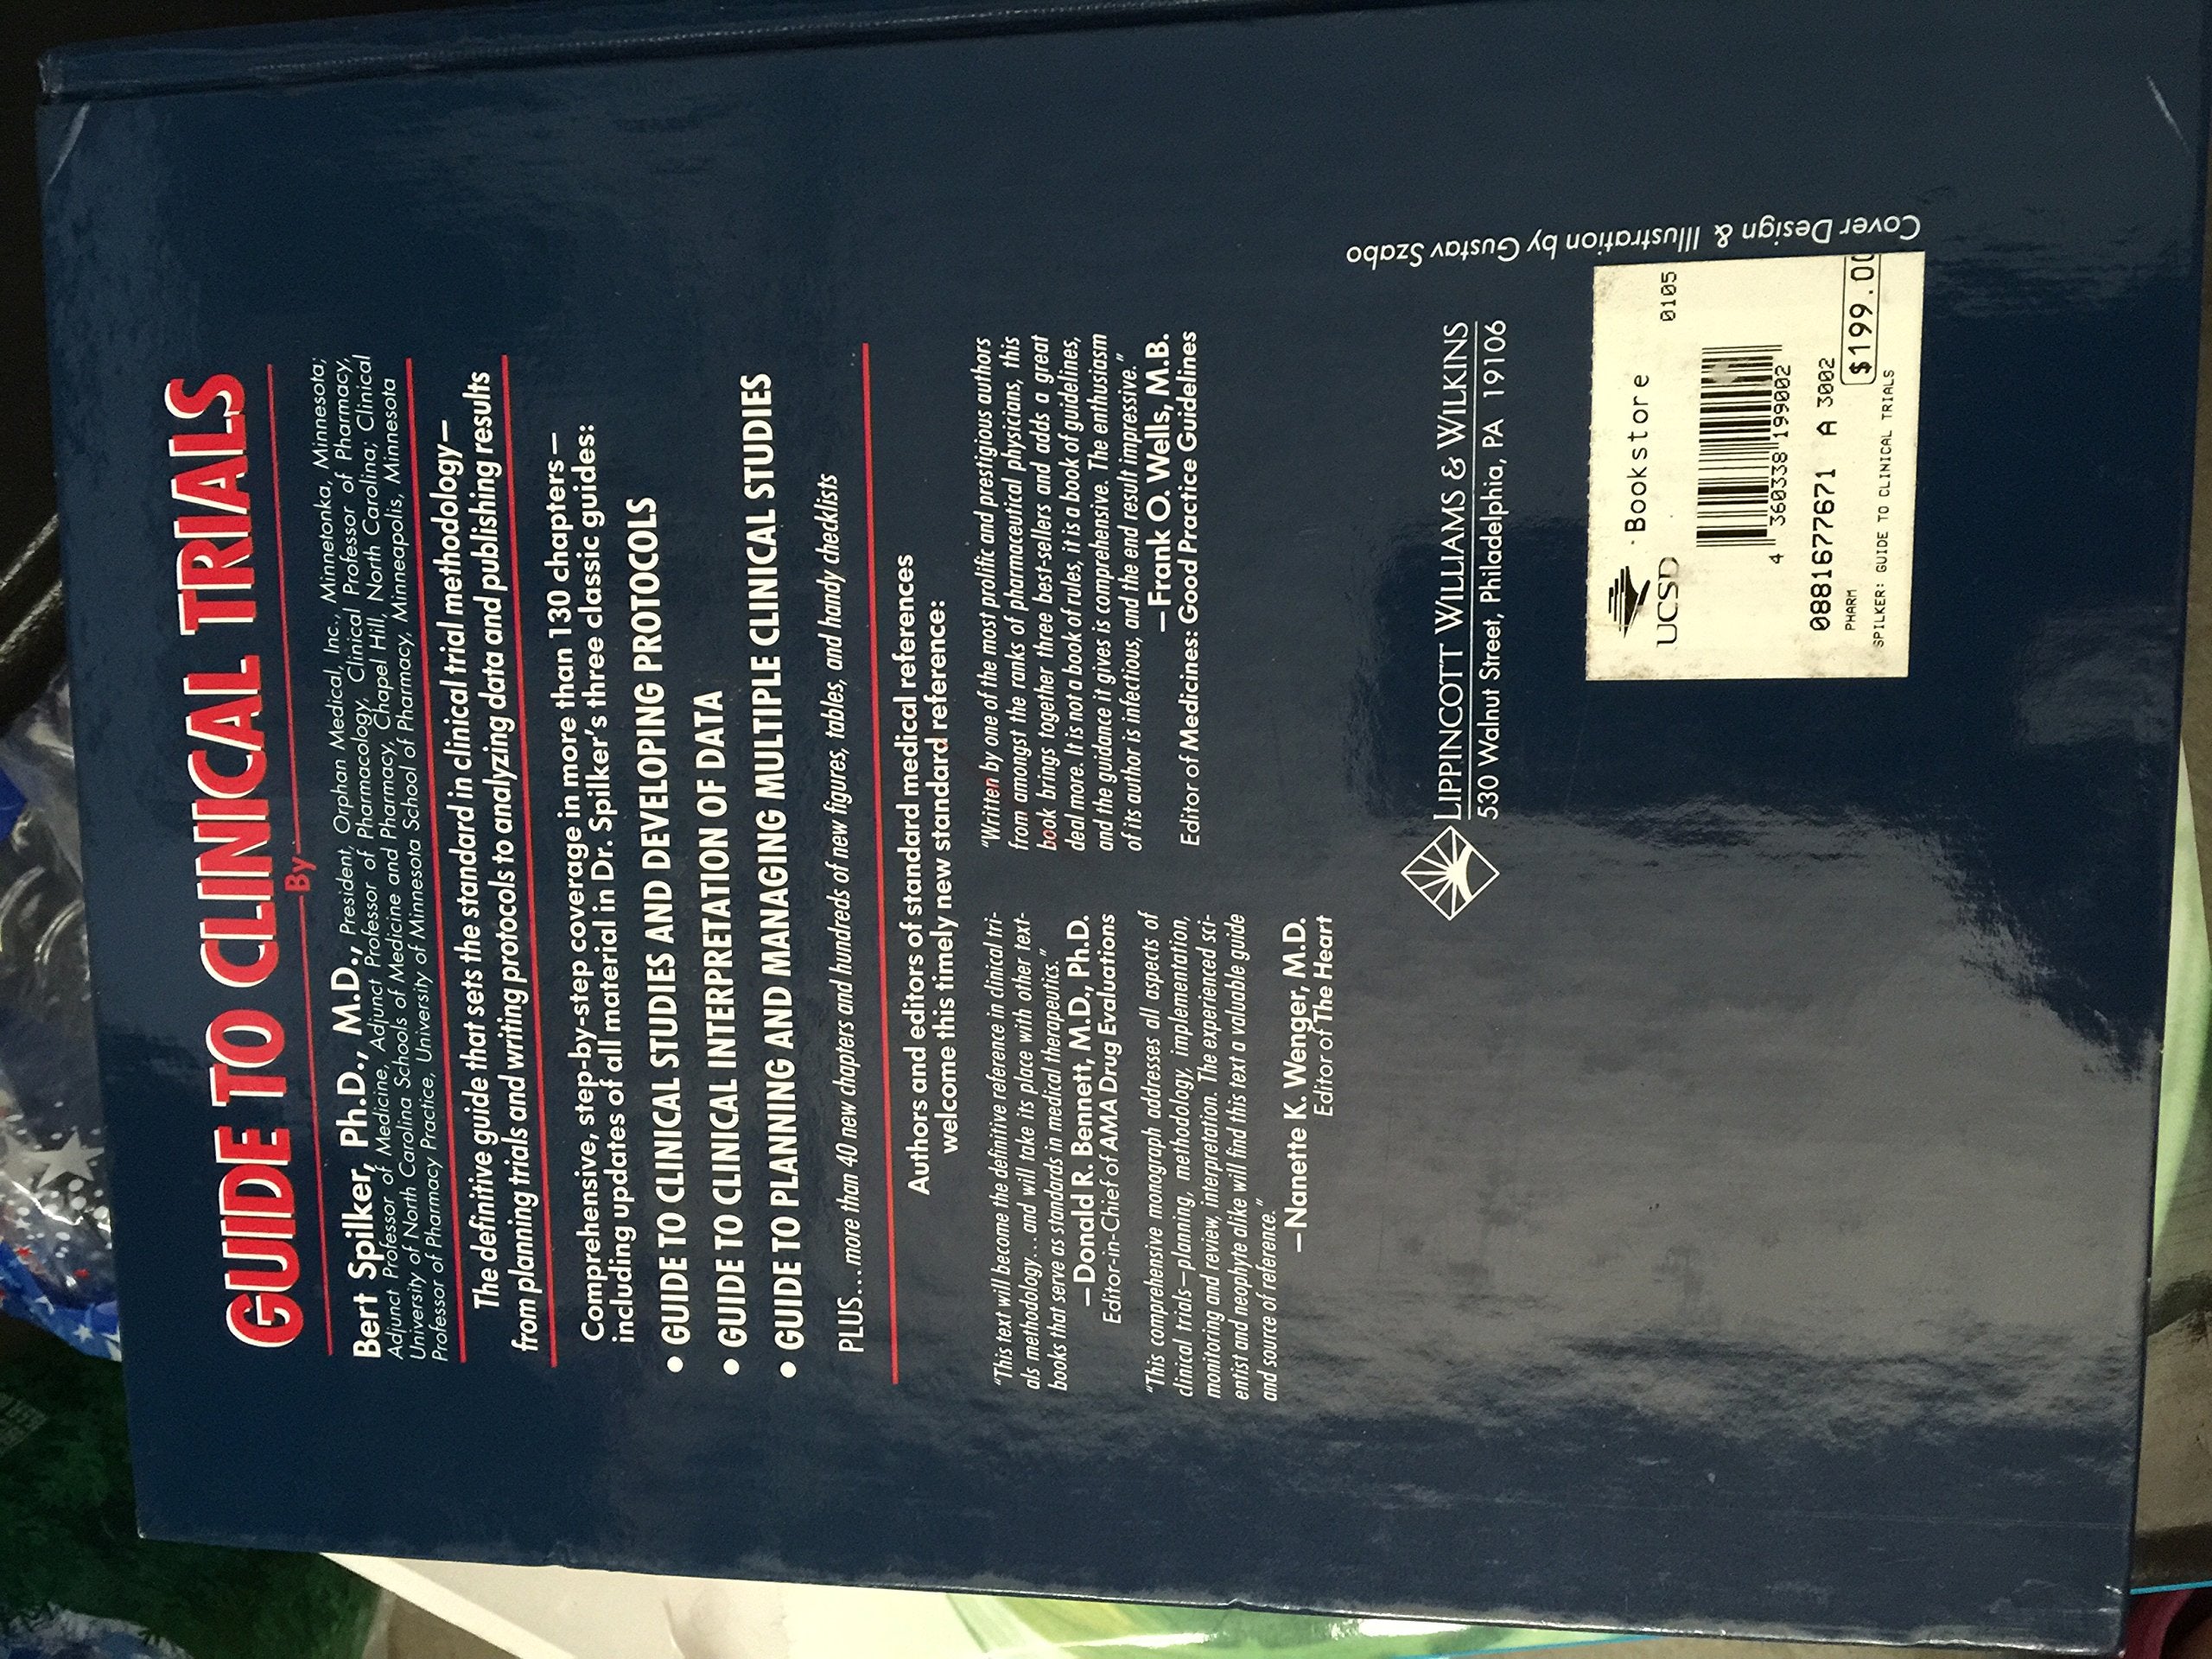 GUIDE TO CLINICAL TRIALS
By
Bert Spilker, Ph.D., M.D., President, Orphan Medical, Inc., Minnetonka, Minnesota;
Adjunct Professor of Medicine, Adjunct Professor of Pharmacology, Clinical Professor of Pharmacy,
University of North Carolina Schools of Medicine and Pharmacy, Chapel Hill, North Carolina; Clinical
Professor of Pharmacy Practice, University of Minnesota School of Pharmacy, Minneapolis, Minnesota
The definitive guide that sets the standard in clinical trial methodology—
from planning trials and writing protocols to analyzing data and publishing results
Comprehensive, step-by-step coverage in more than 130 chapters—
including updates of all material in Dr. Spilker's three classic guides:
• GUIDE TO CLINICAL STUDIES AND DEVELOPING PROTOCOLS
• GUIDE TO CLINICAL INTERPRETATION OF DATA
• GUIDE TO PLANNING AND MANAGING MULTIPLE CLINICAL STUDIES
PLUS...more than 40 new chapters and hundreds of new figures, tables, and handy checklists
Authors and editors of standard medical references
welcome this timely new standard reference:
"This text will become the definitive reference in clinical tri-
als methodology...and will take its place with other text-
books that serve as standards in medical therapeutics."
—Donald R. Bennett, M.D., Ph.D.
Editor-in-Chief of AMA Drug Evaluations
"This comprehensive monograph addresses all aspects of
clinical trials—planning, methodology, implementation,
monitoring and review, interpretation. The experienced sci-
entist and neophyte alike will find this text a valuable guide
and source of reference."
—Nanette K. Wenger, M.D.
Editor of The Heart
"Written by one of the most prolific and prestigious authors
from amongst the ranks of pharmaceutical physicians, this
book brings together three best-sellers and adds a great
deal more. It is not a book of rules, it is a book of guidelines,
and the guidance it gives is comprehensive. The enthusiasm
of its author is infectious, and the end result impressive."
—Frank O. Wells, M.B.
Editor of Medicines: Good Practice Guidelines
LIPPINCOTT WILLIAMS & WILKINS
530 Walnut Street, Philadelphia, PA 19106
Cover Design & Illustration by Gustav Szabo
UCSD · Bookstore 0105
4 360338 199002
0881677671 A 3002
PHARM $199.00
SPILKER: GUIDE TO CLINICAL TRIALS